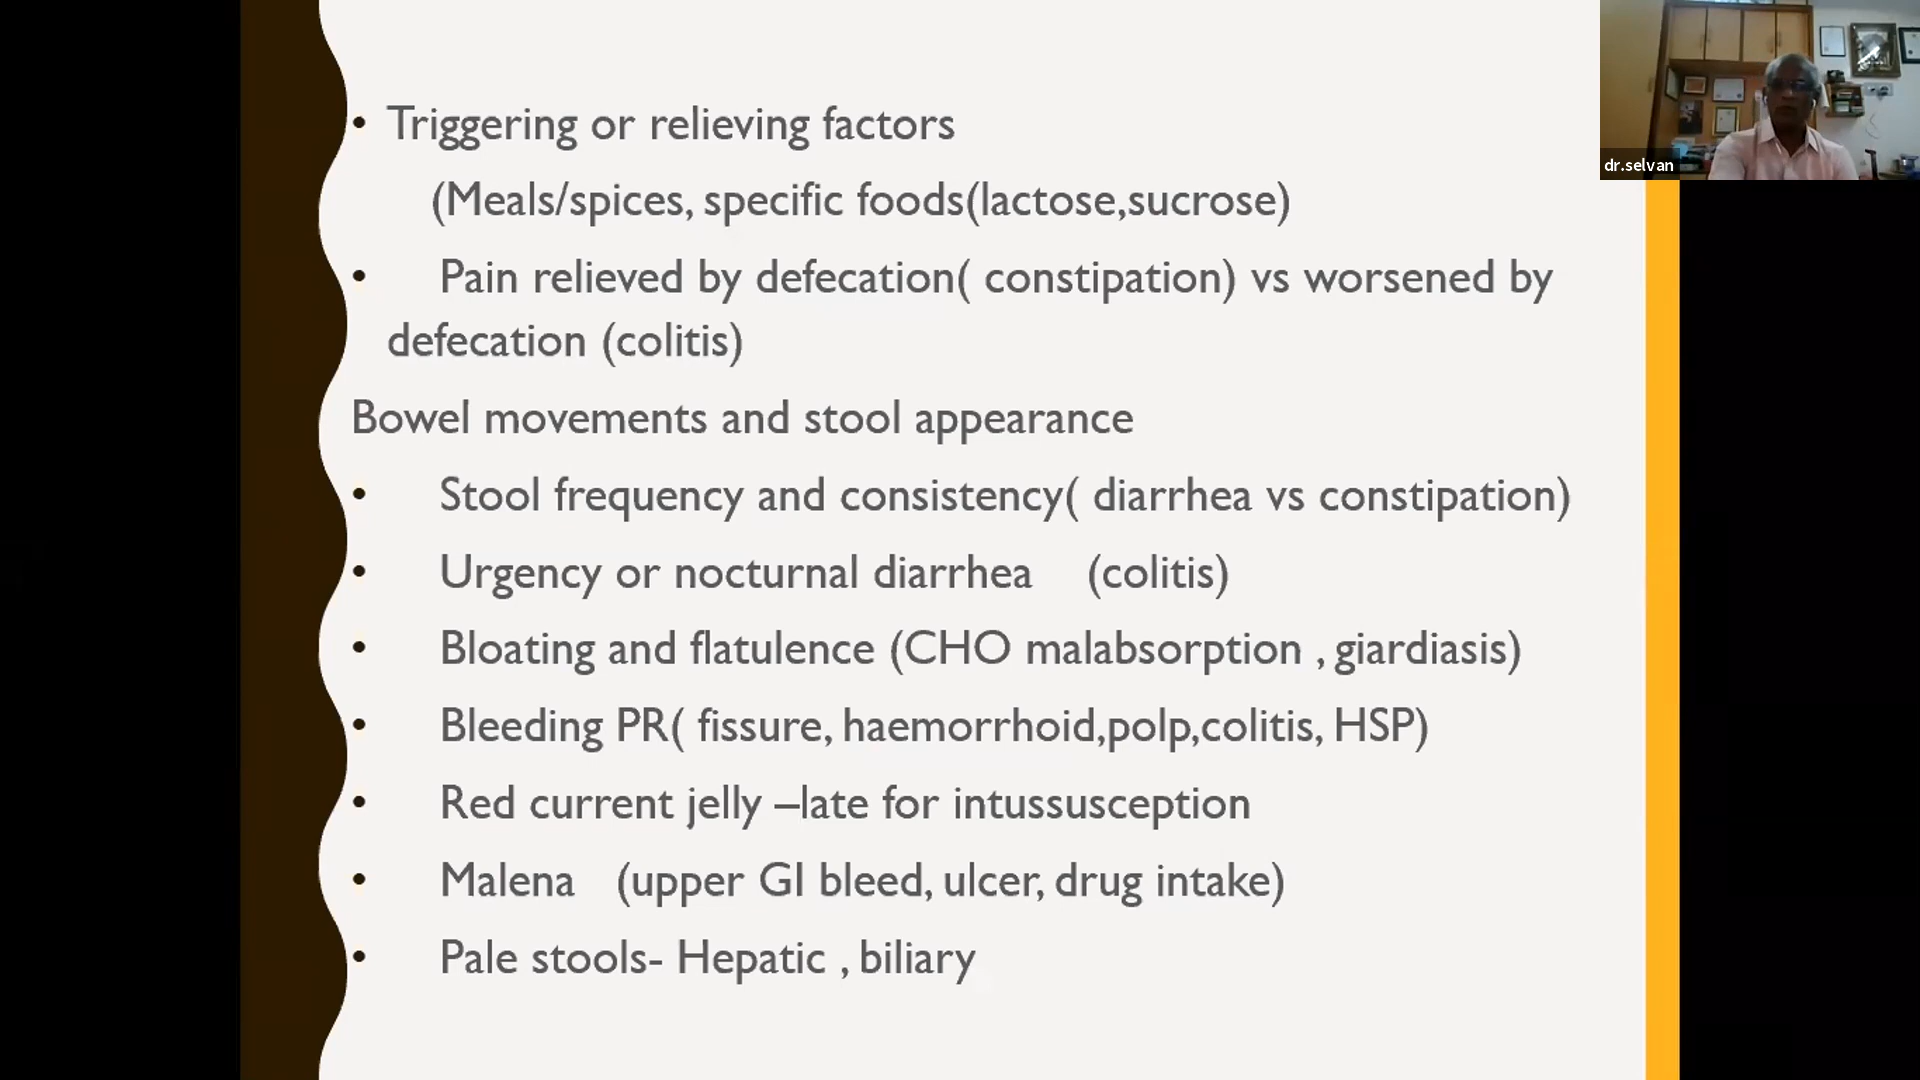 • Triggering or relieving factors
(Meals/spices, specific foods(lactose,sucrose)
• Pain relieved by defecation( constipation) vs worsened by
defecation (colitis)
Bowel movements and stool appearance
• Stool frequency and consistency( diarrhea vs constipation)
• Urgency or nocturnal diarrhea (colitis)
• Bloating and flatulence (CHO malabsorption , giardiasis)
• Bleeding PR( fissure, haemorrhoid,polp,colitis, HSP)
• Red current jelly –late for intussusception
• Malena (upper GI bleed, ulcer, drug intake)
• Pale stools- Hepatic , biliary
dr.selvan